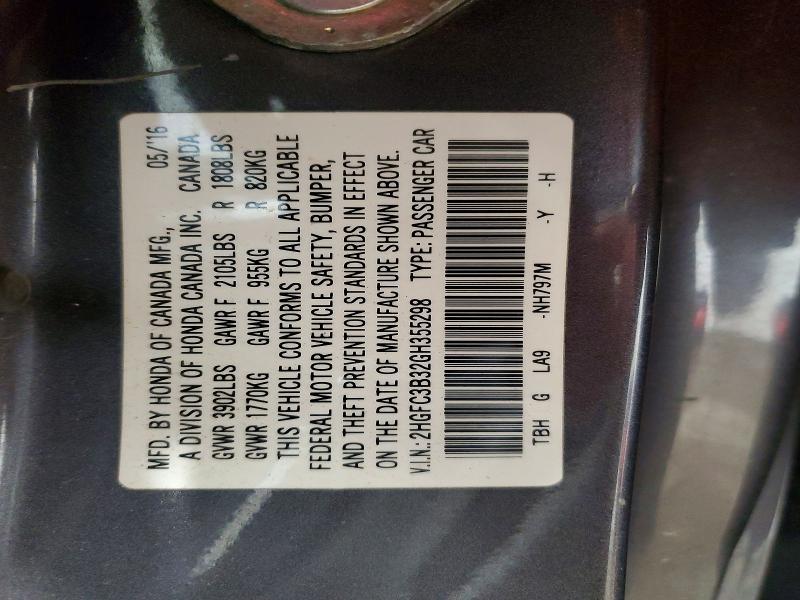 MFD. BY HONDA OF CANADA MFG., 05/'16
A DIVISION OF HONDA CANADA INC. CANADA
GVWR 3902LBS GAWR F 2105LBS R 1808LBS
GVWR 1770KG GAWR F 955KG R 820KG
THIS VEHICLE CONFORMS TO ALL APPLICABLE
FEDERAL MOTOR VEHICLE SAFETY, BUMPER,
AND THEFT PREVENTION STANDARDS IN EFFECT
ON THE DATE OF MANUFACTURE SHOWN ABOVE.
V.I.N.: 2HGFC3B32GH355298 TYPE: PASSENGER CAR
TBH G LA9 -NH797M -Y -H